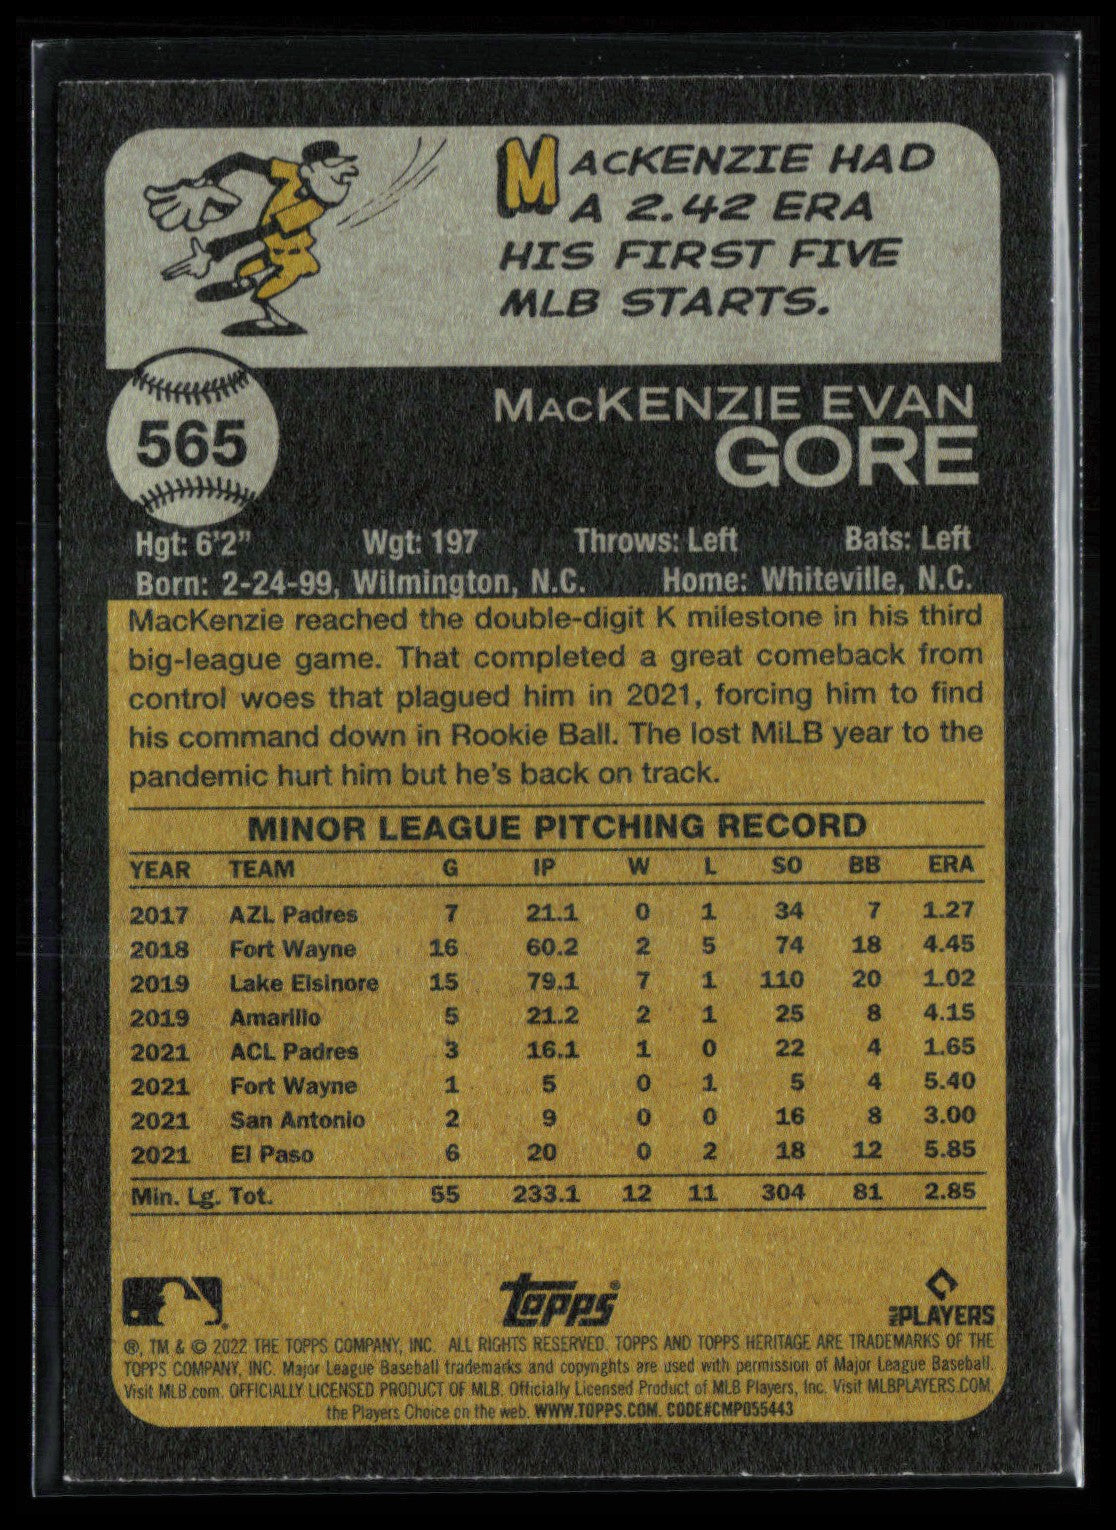 MACKENZIE HAD
A 2.42 ERA
HIS FIRST FIVE
MLB STARTS.
565
MacKENZIE EVAN
GORE
Hgt: 6'2" Wgt: 197 Throws: Left Bats: Left
Born: 2-24-99, Wilmington, N.C. Home: Whiteville, N.C.
MacKenzie reached the double-digit K milestone in his third
big-league game. That completed a great comeback from
control woes that plagued him in 2021, forcing him to find
his command down in Rookie Ball. The lost MiLB year to the
pandemic hurt him but he's back on track.
MINOR LEAGUE PITCHING RECORD
YEAR TEAM G IP W L SO BB ERA
2017 AZL Padres 7 21.1 0 1 34 7 1.27
2018 Fort Wayne 16 60.2 2 5 74 18 4.45
2019 Lake Elsinore 15 79.1 7 1 110 20 1.02
2019 Amarillo 5 21.2 2 1 25 8 4.15
2021 ACL Padres 3 16.1 1 0 22 4 1.65
2021 Fort Wayne 1 5 0 1 5 4 5.40
2021 San Antonio 2 9 0 0 16 8 3.00
2021 El Paso 6 20 0 2 18 12 5.85
Min. Lg. Tot. 55 233.1 12 11 304 81 2.85
topps® PLAYERS
®, TM & © 2022 THE TOPPS COMPANY, INC. ALL RIGHTS RESERVED. TOPPS AND TOPPS HERITAGE ARE TRADEMARKS OF THE
TOPPS COMPANY, INC. Major League Baseball trademarks and copyrights are used with permission of Major League Baseball.
Visit MLB.com. OFFICIALLY LICENSED PRODUCT OF MLB. Officially Licensed Product of MLB Players, Inc. Visit MLBPLAYERS.COM,
the Players Choice on the web. WWW.TOPPS.COM. CODE#CMP055443